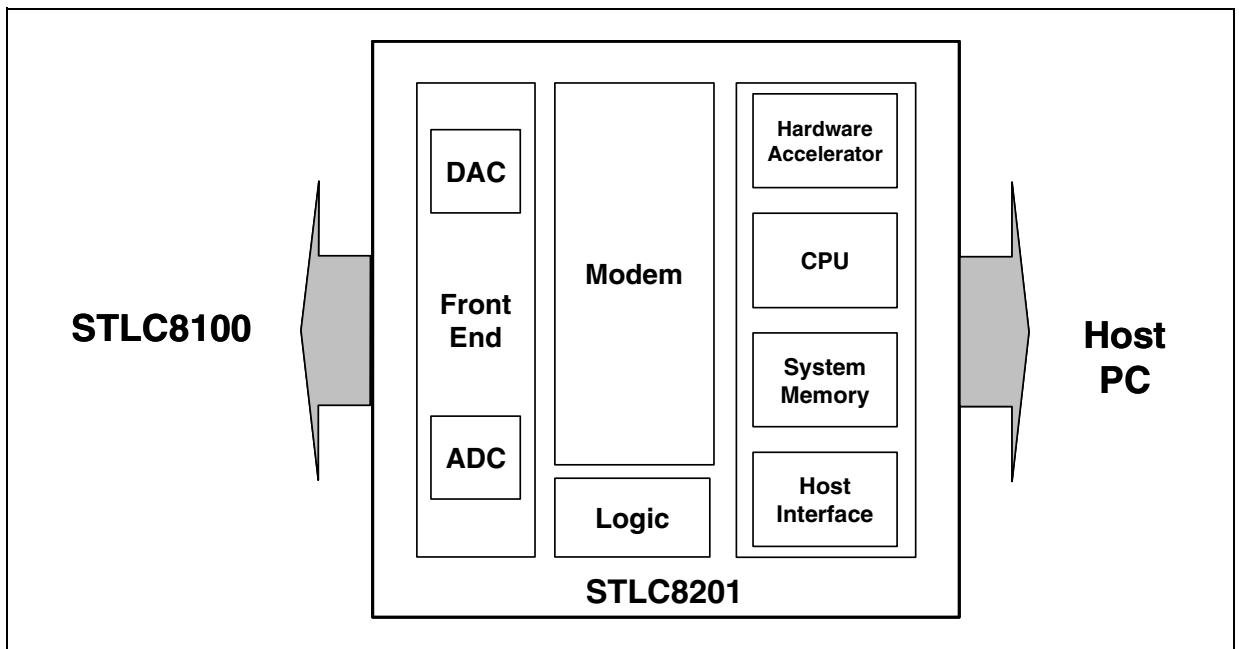 STLC8100
DAC
Front
End
ADC
Modem
Logic
Hardware
Accelerator
CPU
System
Memory
Host
Interface
STLC8201
Host
PC